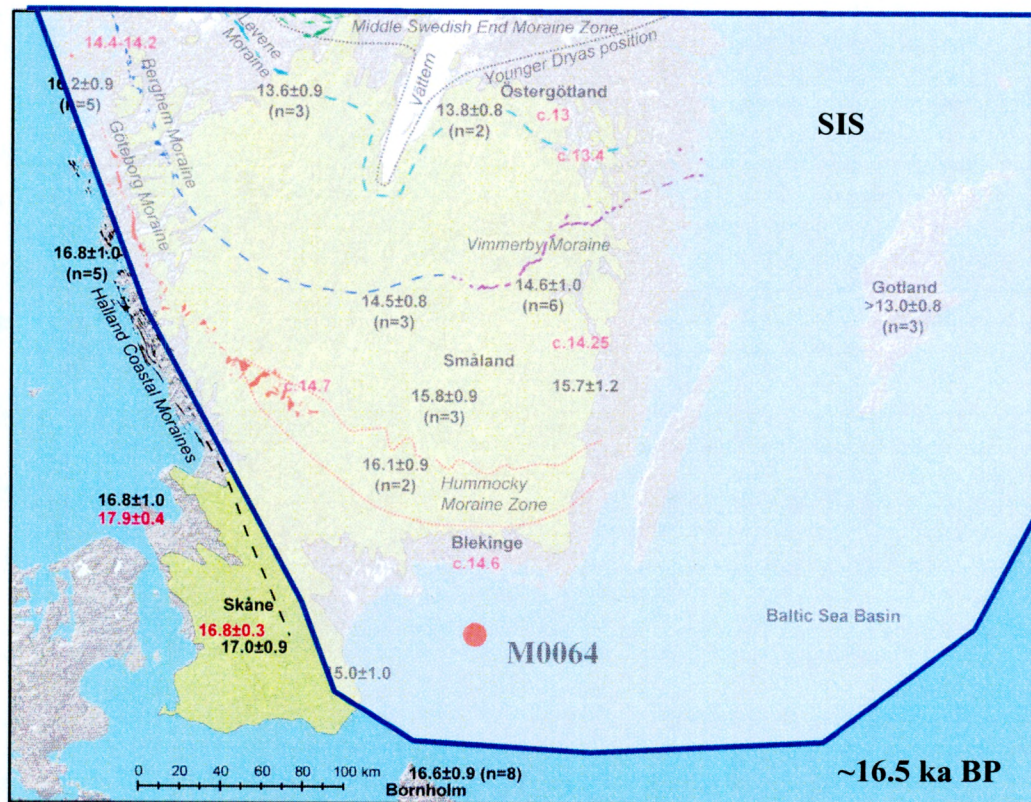 Middle Swedish End Moraine Zone
Levene
Moraine
14.4-14.2
Vättern
Younger Dryas position
Östergötland
SIS
16.2±0.9
(n=5)
Berghem Moraine
13.6±0.9
(n=3)
13.8±0.8
(n=2)
c.13
c.13.4
Göteborg Moraine
16.8±1.0
(n=5)
Vimmerby Moraine
14.6±1.0
(n=6)
14.5±0.8
(n=3)
Gotland
>13.0±0.8
(n=3)
Halland Coastal Moraines
c.14.25
Småland
c.14.7
15.8±0.9
(n=3)
15.7±1.2
16.1±0.9
(n=2)
Hummocky
Moraine Zone
16.8±1.0
17.9±0.4
Blekinge
c.14.6
Skåne
16.8±0.3
17.0±0.9
Baltic Sea Basin
M0064
15.0±1.0
0 20 40 60 80 100 km
16.6±0.9 (n=8)
Bornholm
~16.5 ka BP